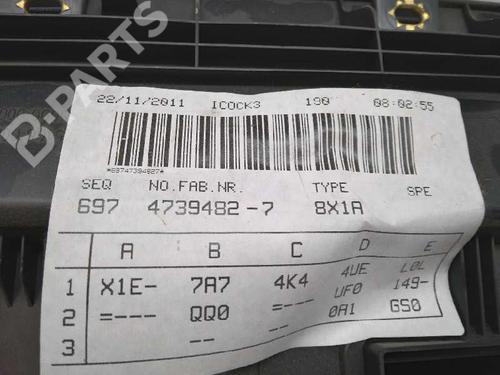 B-PARTS
22/11/2011 ICOCK3 190 08:02:55
*69747394827*
SEQ NO.FAB.NR. TYPE SPE
697 4739482-7 8X1A
A B C D E
1 X1E- 7A7 4K4 4UE L0L
2 =--- QQ0 =--- UF0 149-
3 -- -- 0A1 GS0